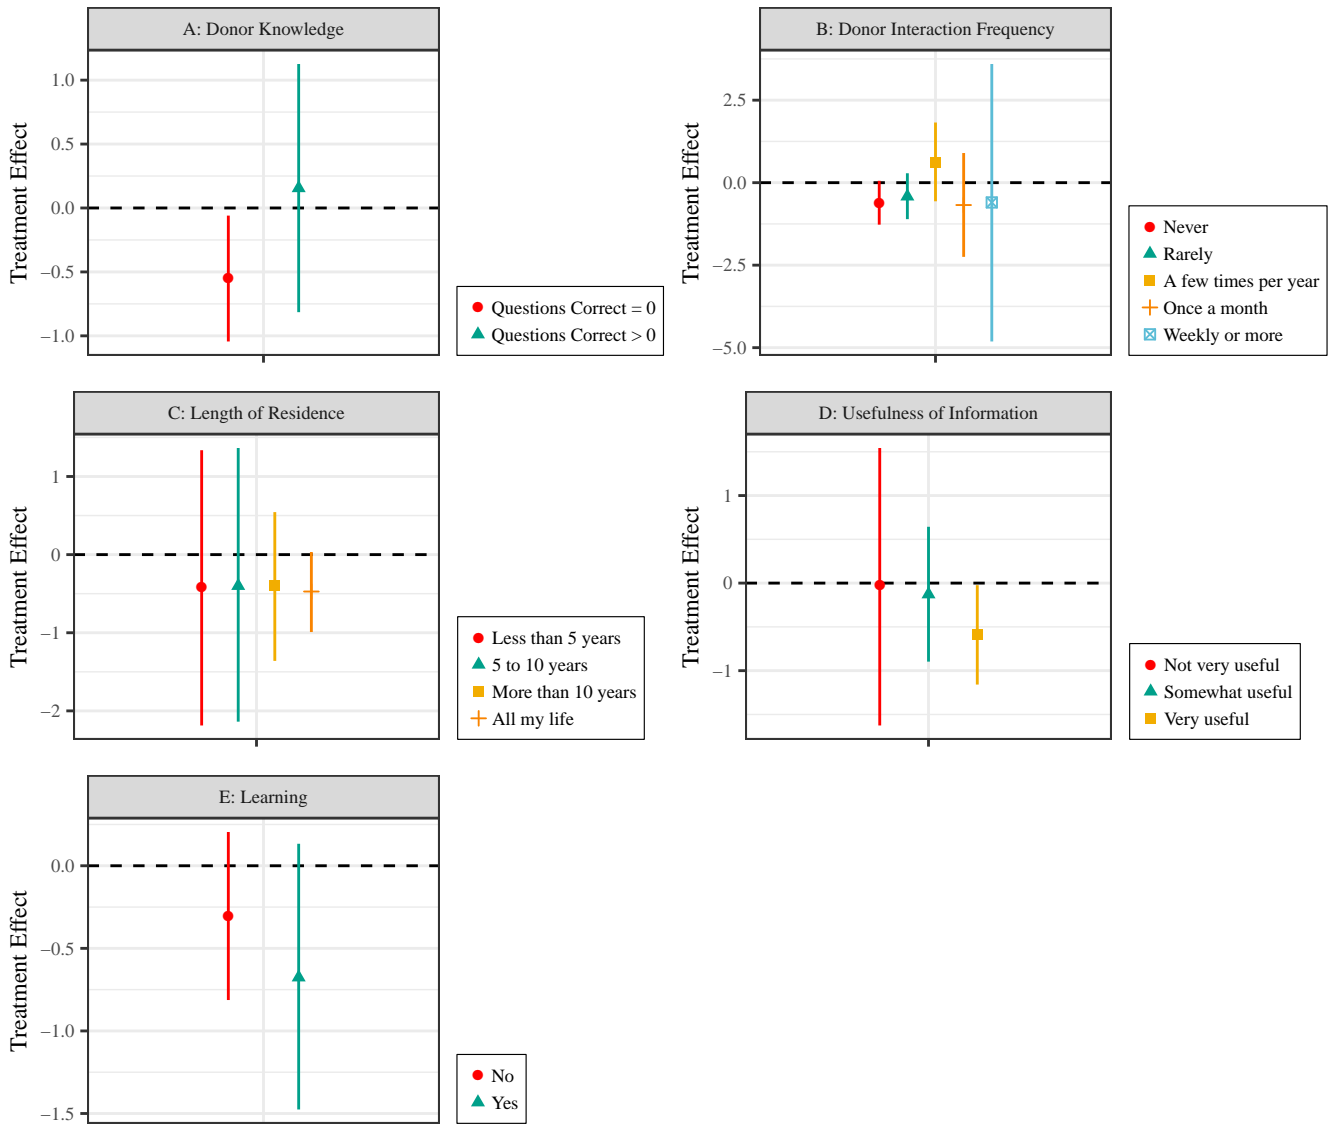 A: Donor Knowledge
Treatment Effect
1.0
0.5
0.0
−0.5
−1.0
Questions Correct = 0
Questions Correct > 0
B: Donor Interaction Frequency
Treatment Effect
2.5
0.0
−2.5
−5.0
Never
Rarely
A few times per year
Once a month
Weekly or more
C: Length of Residence
Treatment Effect
1
0
−1
−2
Less than 5 years
5 to 10 years
More than 10 years
All my life
D: Usefulness of Information
Treatment Effect
1
0
−1
Not very useful
Somewhat useful
Very useful
E: Learning
Treatment Effect
0.0
−0.5
−1.0
−1.5
No
Yes